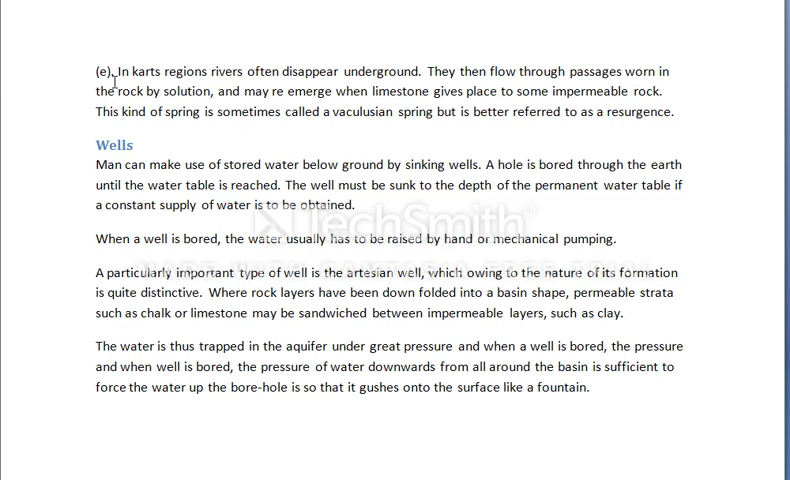 (e). In karts regions rivers often disappear underground. They then flow through passages worn in
the rock by solution, and may re emerge when limestone gives place to some impermeable rock.
This kind of spring is sometimes called a vaculusian spring but is better referred to as a resurgence.
Wells
Man can make use of stored water below ground by sinking wells. A hole is bored through the earth
until the water table is reached. The well must be sunk to the depth of the permanent water table if
a constant supply of water is to be obtained.
TechSmith
When a well is bored, the water usually has to be raised by hand or mechanical pumping.
MADE WITH CAMTASIA FREE TRIAL
A particularly important type of well is the artesian well, which owing to the nature of its formation
is quite distinctive. Where rock layers have been down folded into a basin shape, permeable strata
such as chalk or limestone may be sandwiched between impermeable layers, such as clay.
The water is thus trapped in the aquifer under great pressure and when a well is bored, the pressure
and when well is bored, the pressure of water downwards from all around the basin is sufficient to
force the water up the bore-hole is so that it gushes onto the surface like a fountain.